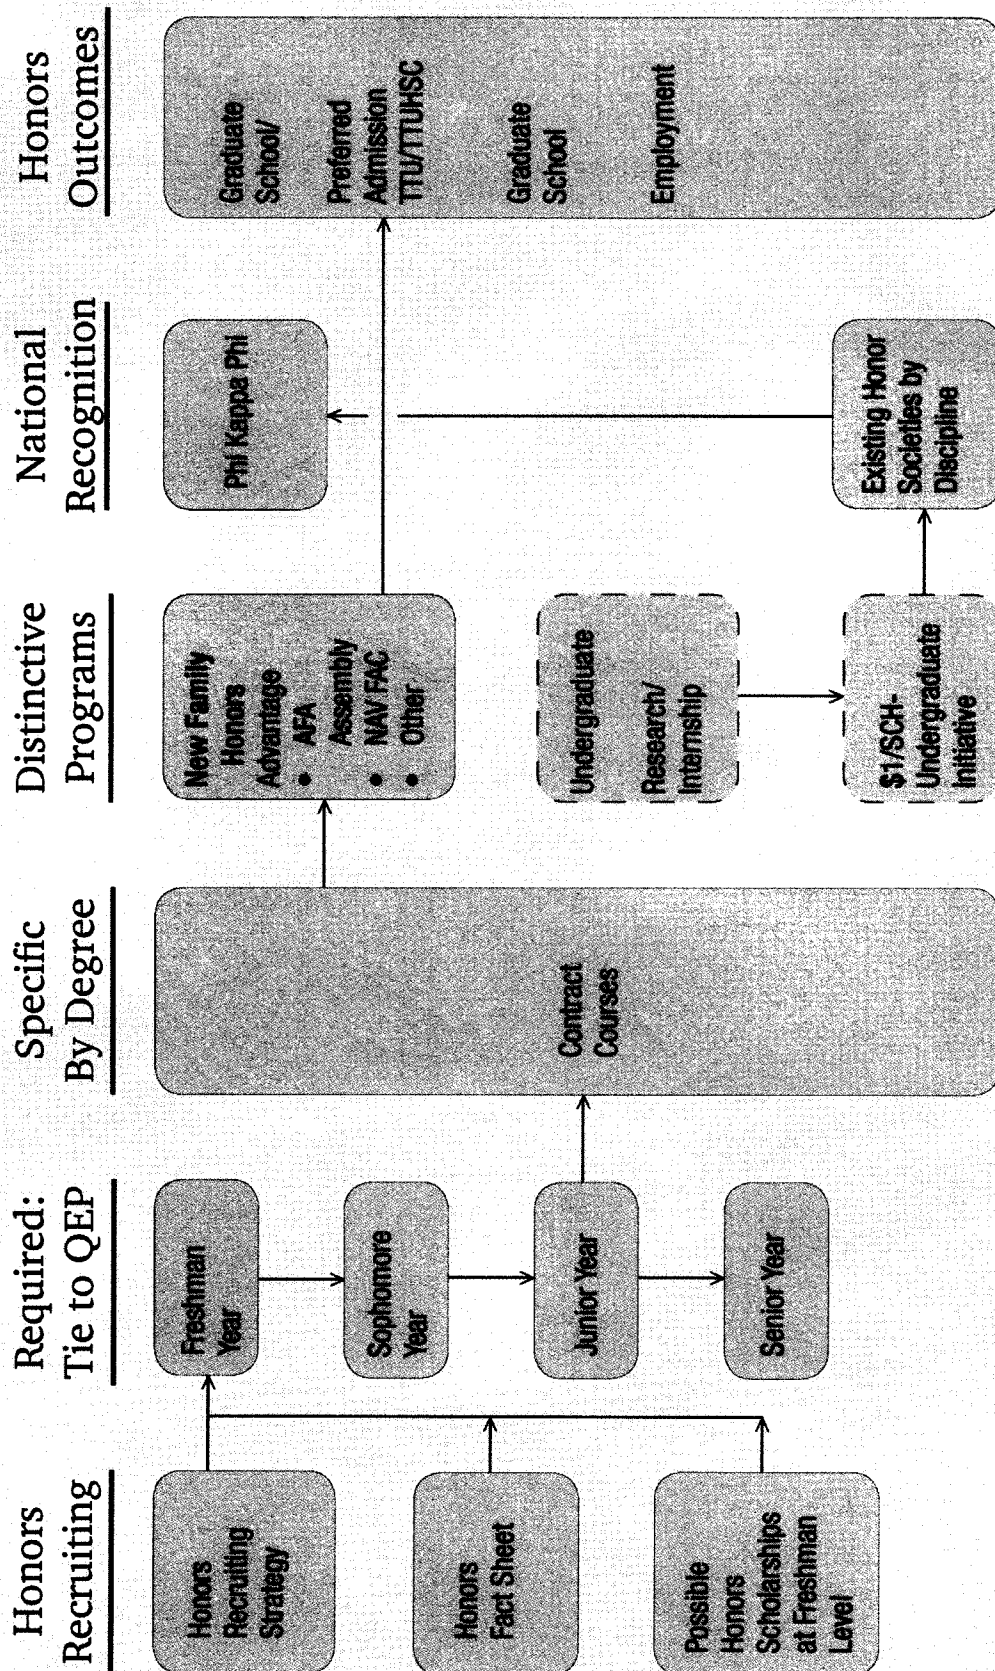 Honors
Recruiting
Honors
Recruiting
Strategy
Honors
Fact Sheet
Possible
Honors
Scholarships
at Freshman
Level
Required:
Tie to QEP
Freshman
Year
Sophomore
Year
Junior Year
Senior Year
Specific
By Degree
Contract
Courses
Distinctive
Programs
New Family
Honors
Advantage
● AFA
Assembly
● NAV FAC
● Other
Undergraduate
Research/
Internship
$1/SCH-
Undergraduate
Initiative
National
Recognition
Phi Kappa Phi
Existing Honor
Societies by
Discipline
Honors
Outcomes
Graduate
School/
Preferred
Admission
TTU/TTUHSC
Graduate
School
Employment